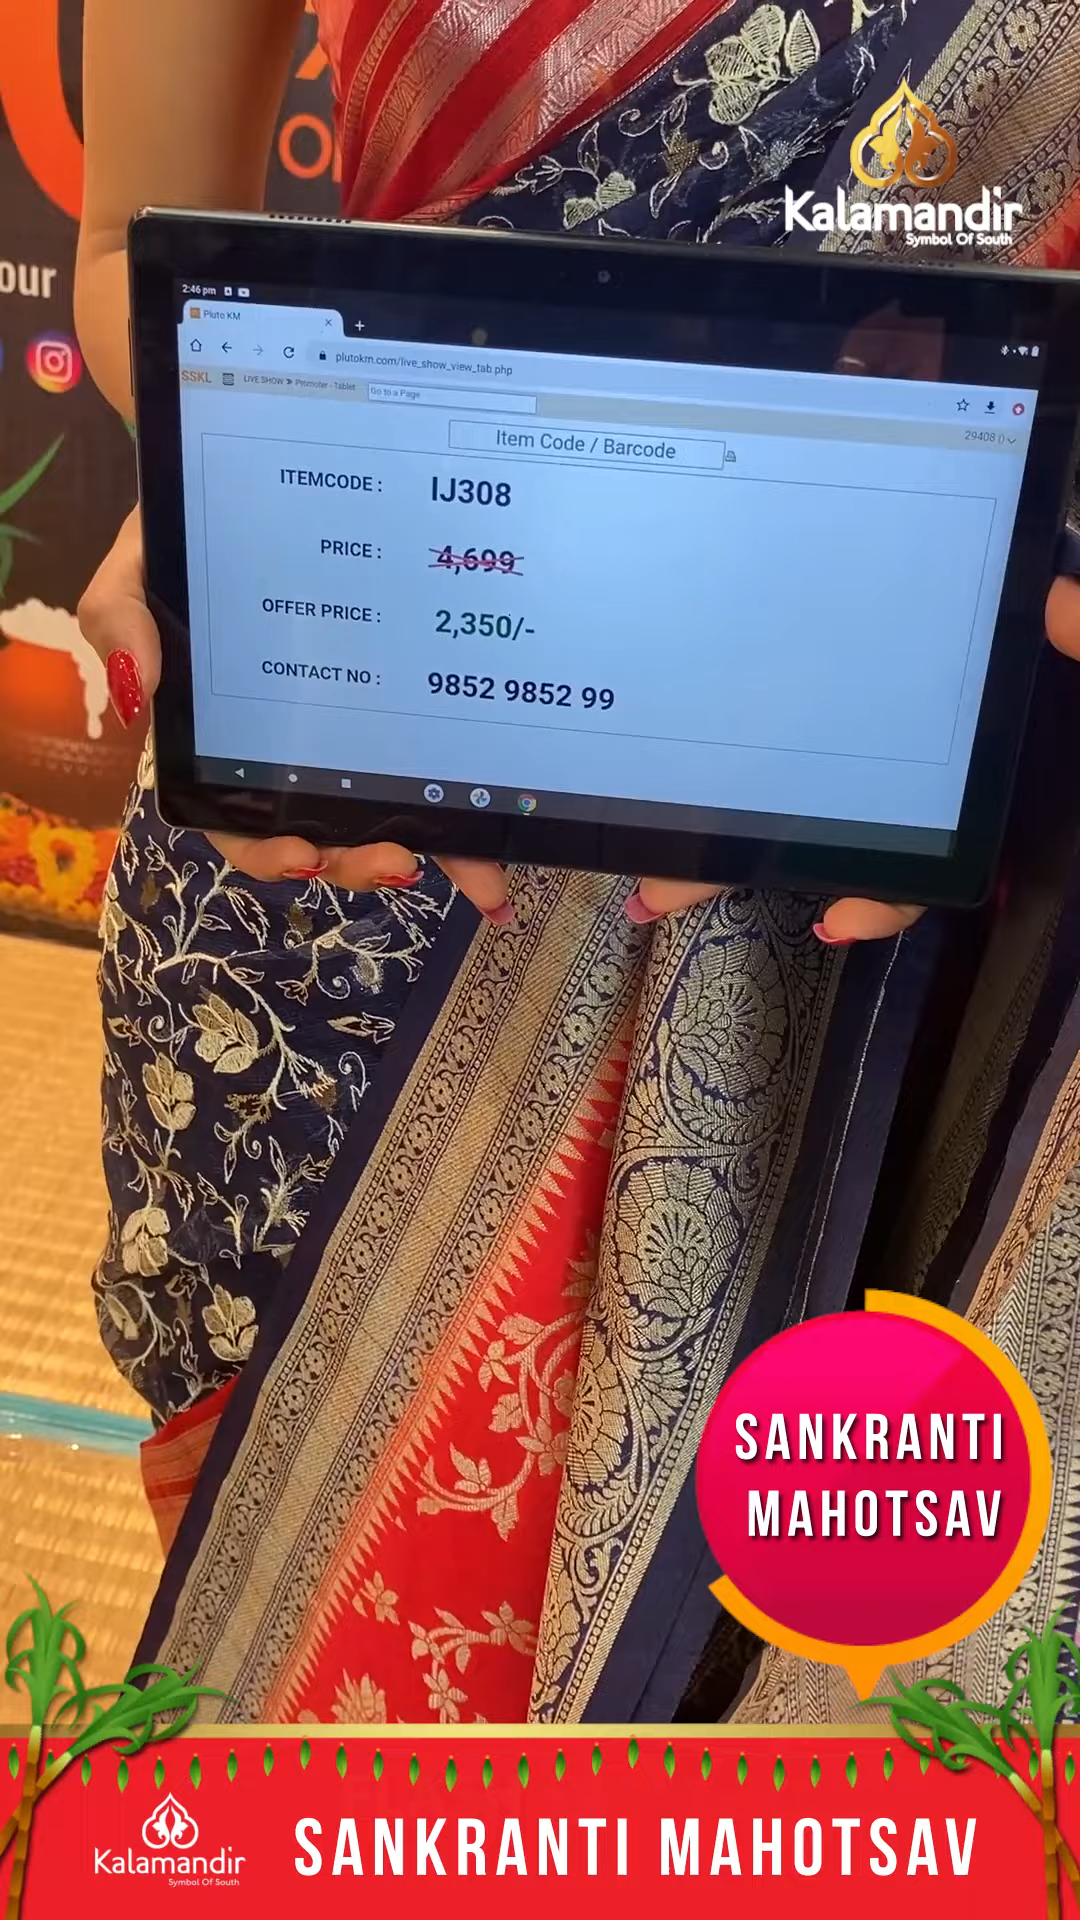 our
Kalamandir
Symbol Of South
2:46 pm
Pluto KM
plutokm.com/live_show_view_tab.php
SSKL LIVE SHOW Promoter - Tablet Go to a Page
29408 ()
Item Code / Barcode
ITEMCODE : IJ308
PRICE : 4,699
OFFER PRICE : 2,350/-
CONTACT NO : 9852 9852 99
SANKRANTI
MAHOTSAV
Kalamandir
Symbol Of South
SANKRANTI MAHOTSAV